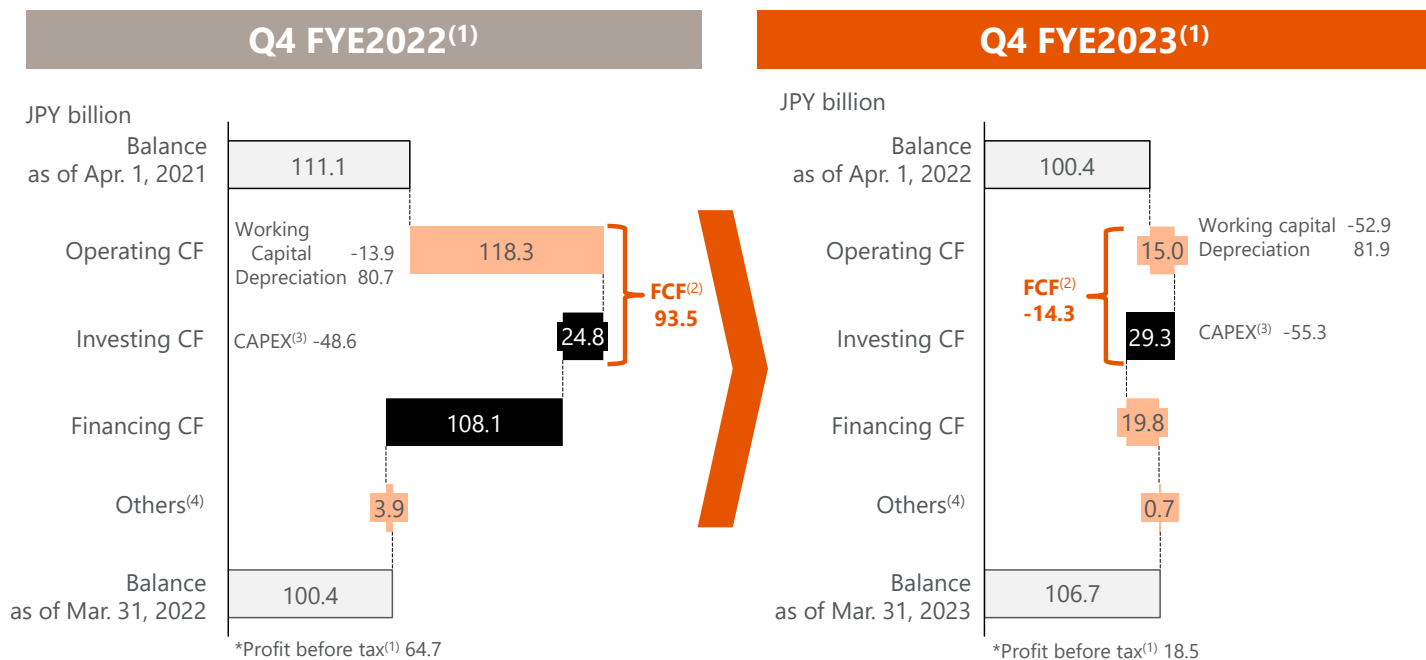 Q4 FYE2022(1)
JPY billion
Balance
as of Apr. 1, 2021
111.1
Operating CF
Working
Capital -13.9
Depreciation 80.7
118.3
FCF(2)
93.5
Investing CF
CAPEX(3) -48.6
24.8
Financing CF
108.1
Others(4)
3.9
Balance
as of Mar. 31, 2022
100.4
*Profit before tax(1) 64.7
Q4 FYE2023(1)
JPY billion
Balance
as of Apr. 1, 2022
100.4
Operating CF
15.0
Working capital -52.9
Depreciation 81.9
FCF(2)
-14.3
Investing CF
29.3
CAPEX(3) -55.3
Financing CF
19.8
Others(4)
0.7
Balance
as of Mar. 31, 2023
106.7
*Profit before tax(1) 18.5